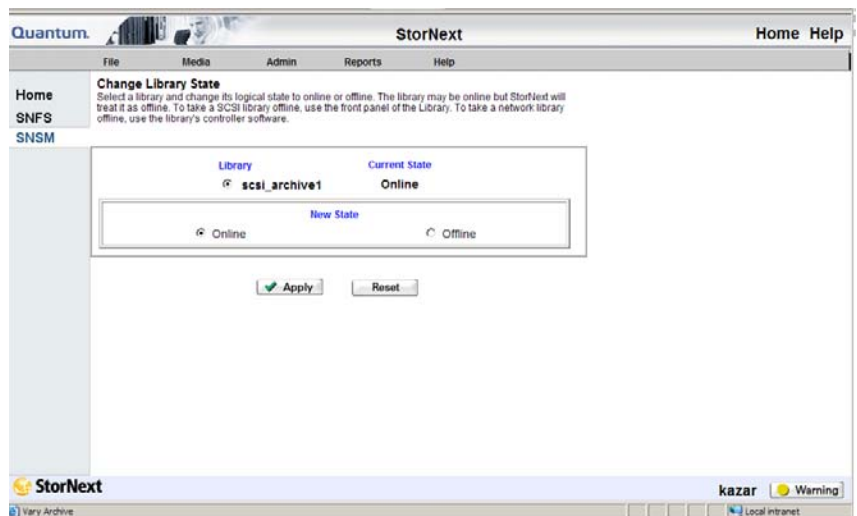 Quantum.
StorNext
Home Help
File Media Admin Reports Help
Home
SNFS
SNSM
Change Library State
Select a library and change its logical state to online or offline. The library may be online but StorNext will
treat it as offline. To take a SCSI library offline, use the front panel of the Library. To take a network library
offline, use the library's controller software.
Library Current State
scsi_archive1 Online
New State
Online Offline
Apply Reset
StorNext
kazar Warning
Vary Archive Local intranet